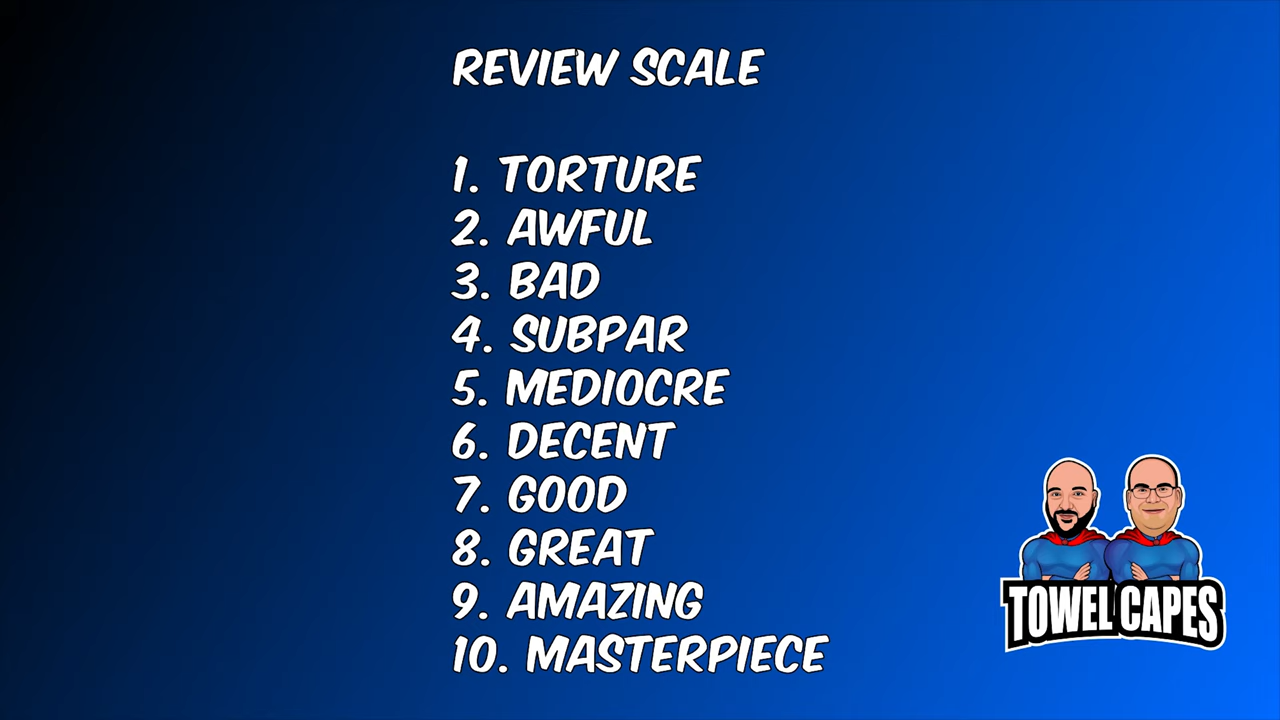 REVIEW SCALE
1. TORTURE
2. AWFUL
3. BAD
4. SUBPAR
5. MEDIOCRE
6. DECENT
7. GOOD
8. GREAT
9. AMAZING
10. MASTERPIECE
TOWEL CAPES